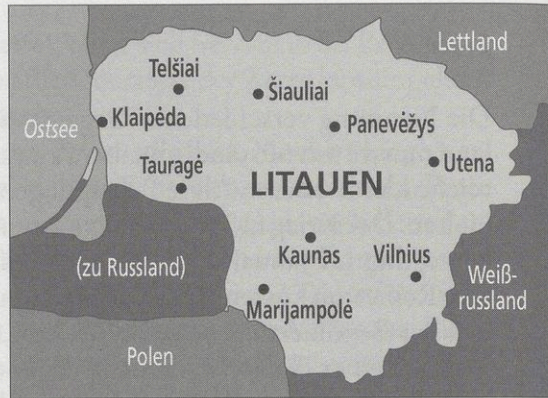 Lettland
Telšiai
Šiauliai
Klaipėda
Ostsee
Panevėžys
Utena
Tauragė
LITAUEN
Kaunas
Vilnius
(zu Russland)
Weiß-
russland
Marijampolė
Polen